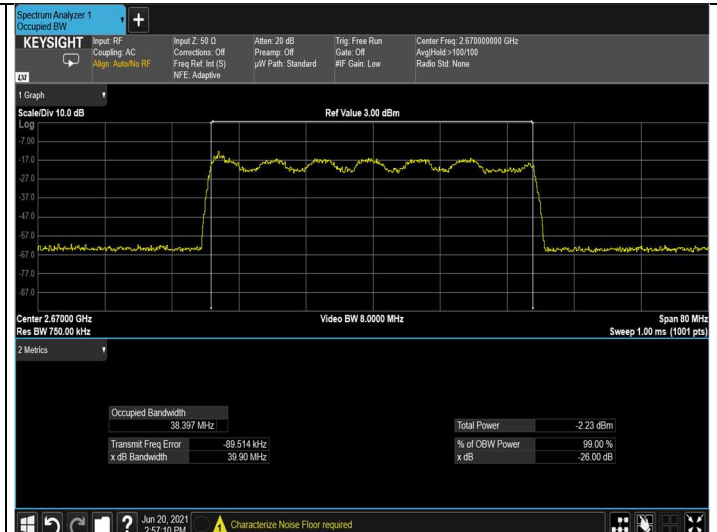 Spectrum Analyzer 1
Occupied BW
+
KEYSIGHT
LXI
Input: RF
Coupling: AC
Align: Auto/No RF
Input Z: 50 Ω
Corrections: Off
Freq Ref: Int (S)
NFE: Adaptive
Atten: 20 dB
Preamp: Off
µW Path: Standard
Trig: Free Run
Gate: Off
#IF Gain: Low
Center Freq: 2.670000000 GHz
Avg|Hold:>100/100
Radio Std: None
1 Graph
Scale/Div 10.0 dB
Ref Value 3.00 dBm
Log
-7.00
-17.0
-27.0
-37.0
-47.0
-57.0
-67.0
-77.0
-87.0
Center 2.67000 GHz
Video BW 8.0000 MHz
Span 80 MHz
Res BW 750.00 kHz
Sweep 1.00 ms (1001 pts)
2 Metrics
Occupied Bandwidth
38.397 MHz
Total Power -2.23 dBm
Transmit Freq Error -89.514 kHz
% of OBW Power 99.00 %
x dB Bandwidth 39.90 MHz
x dB -26.00 dB
?
Jun 20, 2021
2:57:10 PM
Characterize Noise Floor required